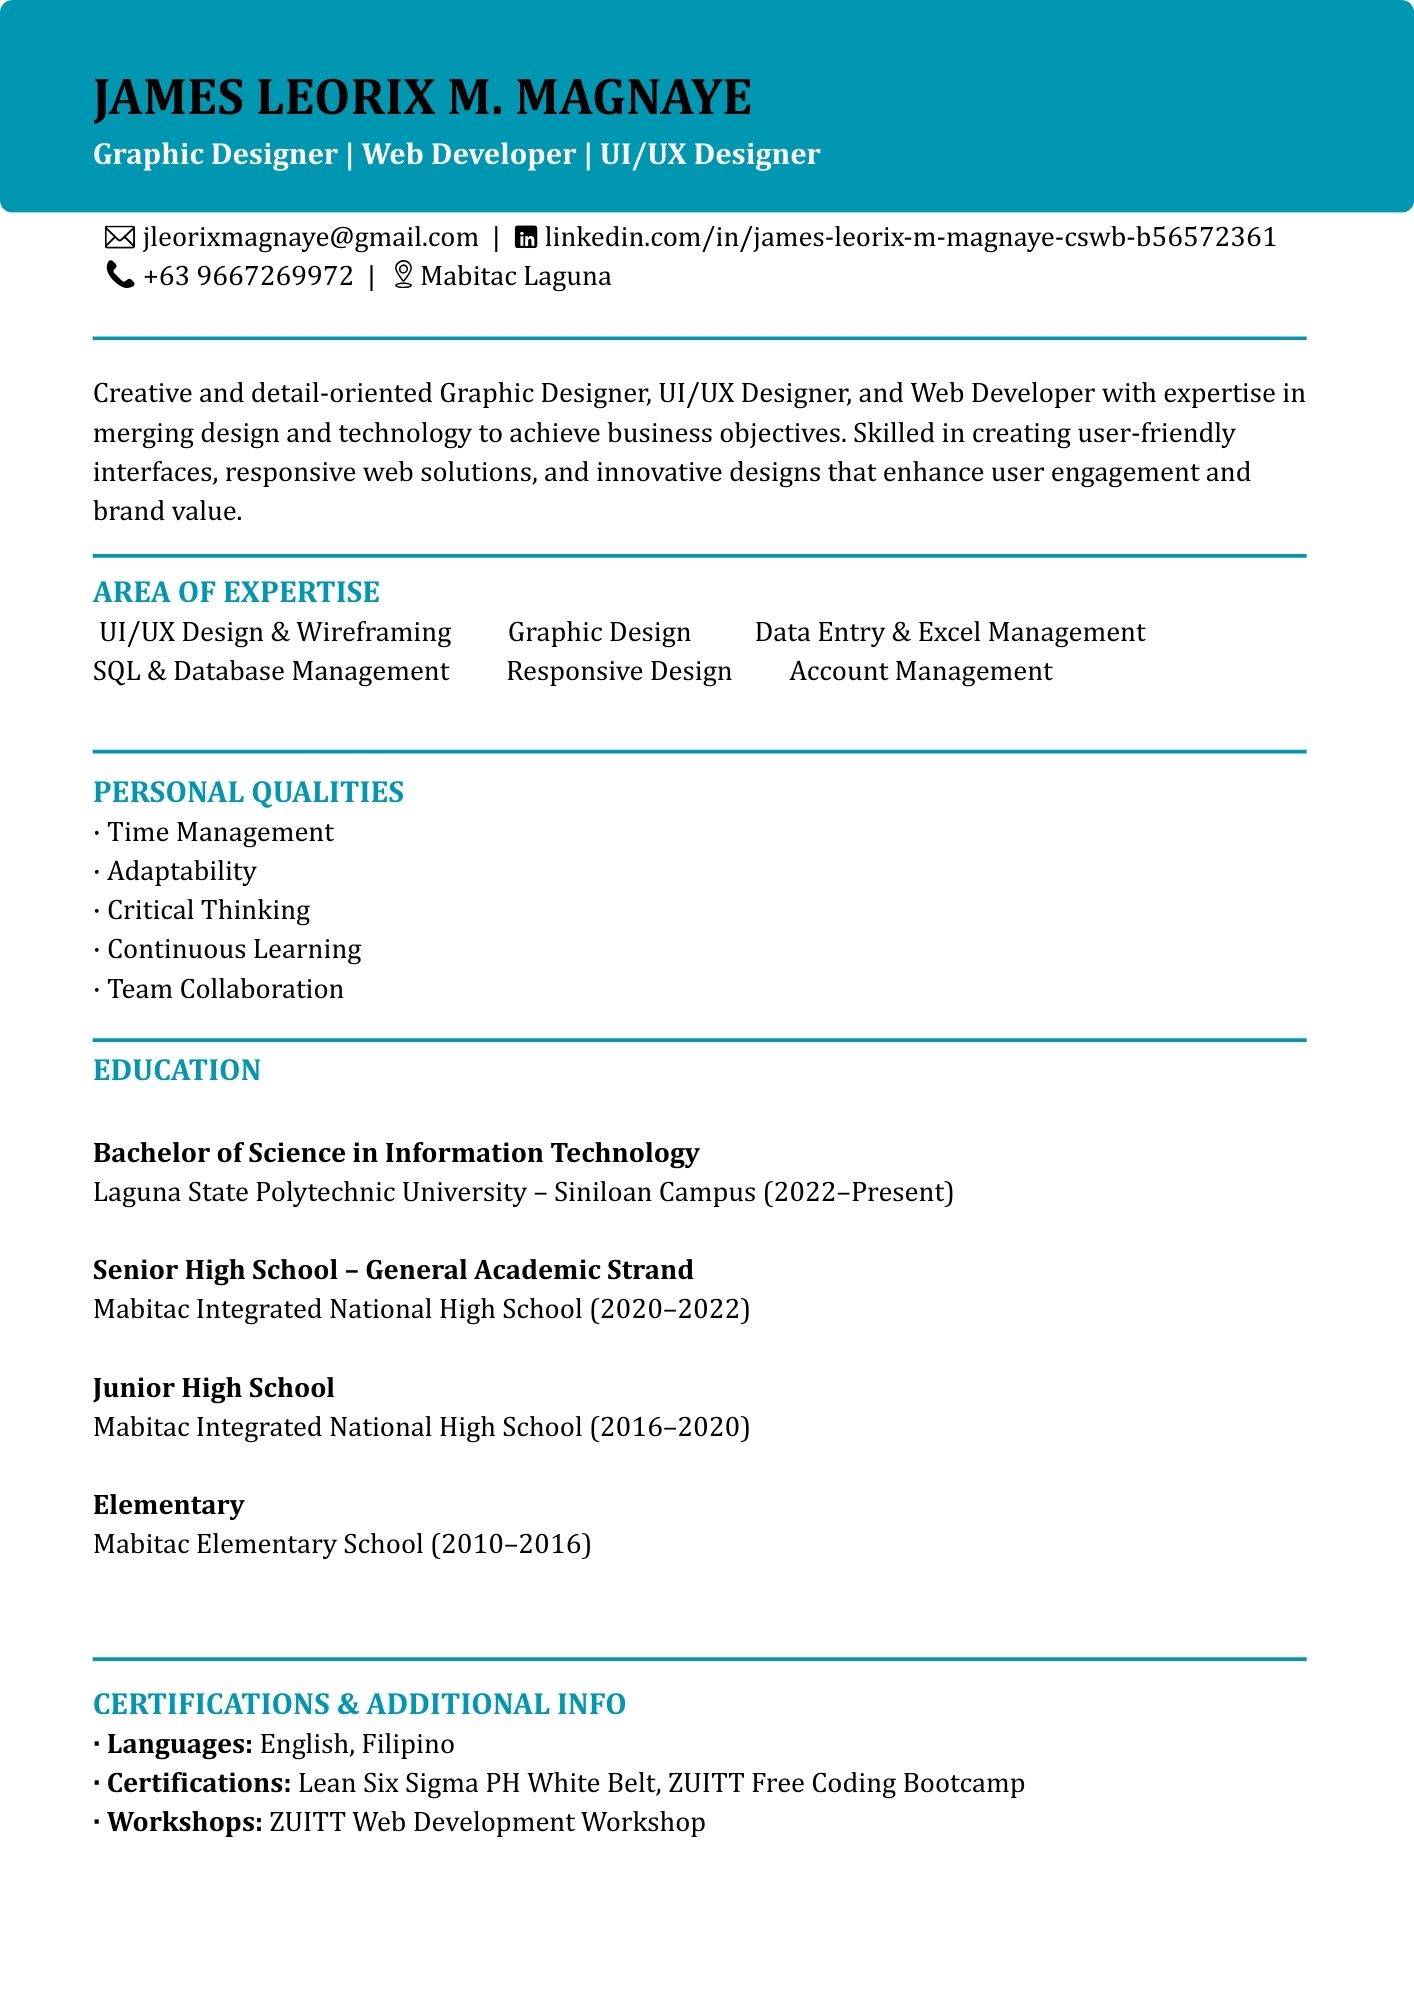 JAMES LEORIX M. MAGNAYE
Graphic Designer | Web Developer | UI/UX Designer
jleorixmagnaye@gmail.com | linkedin.com/in/james-leorix-m-magnaye-cswb-b56572361
+63 9667269972 | Mabitac Laguna
Creative and detail-oriented Graphic Designer, UI/UX Designer, and Web Developer with expertise in
merging design and technology to achieve business objectives. Skilled in creating user-friendly
interfaces, responsive web solutions, and innovative designs that enhance user engagement and
brand value.
AREA OF EXPERTISE
UI/UX Design & Wireframing Graphic Design Data Entry & Excel Management
SQL & Database Management Responsive Design Account Management
PERSONAL QUALITIES
· Time Management
· Adaptability
· Critical Thinking
· Continuous Learning
· Team Collaboration
EDUCATION
Bachelor of Science in Information Technology
Laguna State Polytechnic University – Siniloan Campus (2022–Present)
Senior High School – General Academic Strand
Mabitac Integrated National High School (2020–2022)
Junior High School
Mabitac Integrated National High School (2016–2020)
Elementary
Mabitac Elementary School (2010–2016)
CERTIFICATIONS & ADDITIONAL INFO
· Languages: English, Filipino
· Certifications: Lean Six Sigma PH White Belt, ZUITT Free Coding Bootcamp
· Workshops: ZUITT Web Development Workshop